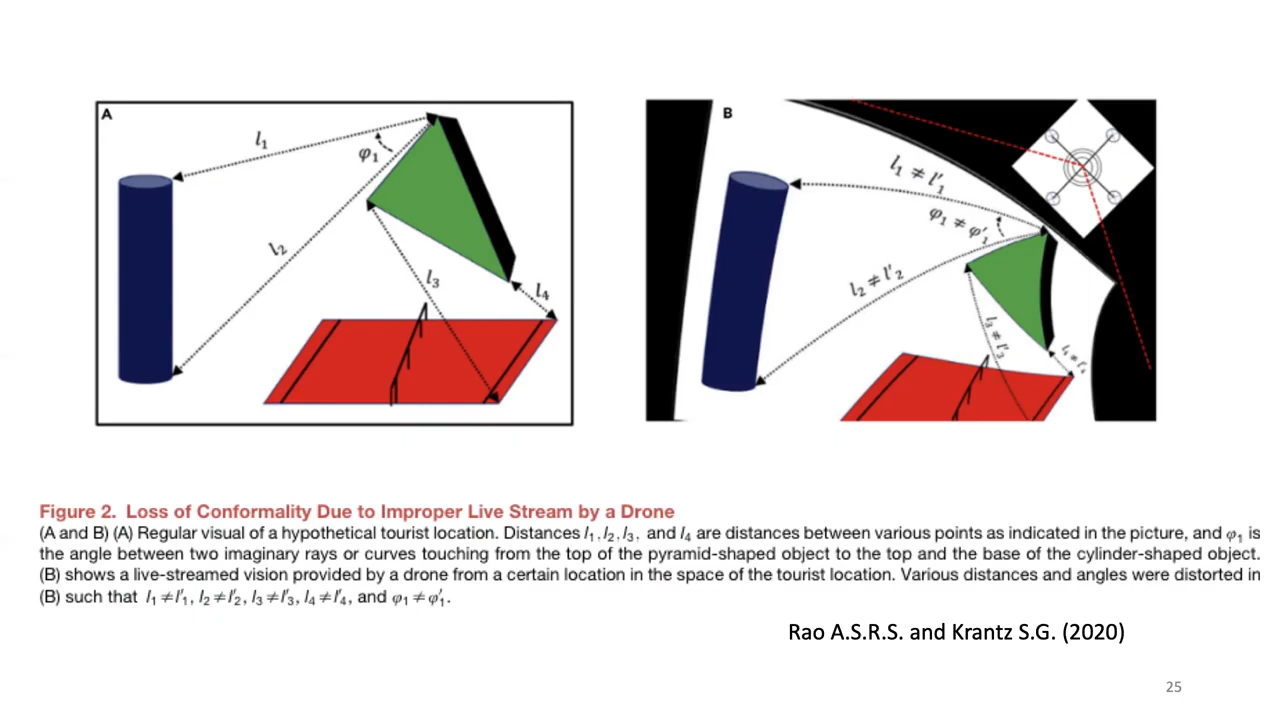 A
l₁
φ₁
l₂
l₃
l₄
B
l₁ ≠ l′₁
φ₁ ≠ φ′₁
l₂ ≠ l′₂
l₃ ≠ l′₃
l₄ ≠ l′₄
Figure 2. Loss of Conformality Due to Improper Live Stream by a Drone
(A and B) (A) Regular visual of a hypothetical tourist location. Distances l₁, l₂, l₃, and l₄ are distances between various points as indicated in the picture, and φ₁ is
the angle between two imaginary rays or curves touching from the top of the pyramid-shaped object to the top and the base of the cylinder-shaped object.
(B) shows a live-streamed vision provided by a drone from a certain location in the space of the tourist location. Various distances and angles were distorted in
(B) such that l₁ ≠ l′₁, l₂ ≠ l′₂, l₃ ≠ l′₃, l₄ ≠ l′₄, and φ₁ ≠ φ′₁.
Rao A.S.R.S. and Krantz S.G. (2020)
25